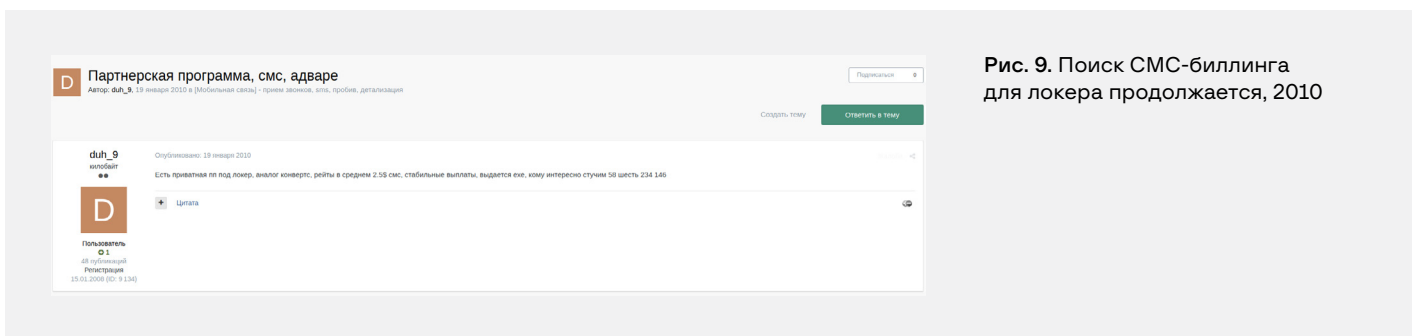 D
Партнерская программа, смс, адваре
Автор: duh_9, 19 января 2010 в [Мобильная связь] - прием звонков, sms, пробив, детализация
Подписаться 0
Создать тему
Ответить в тему
duh_9
килобайт
D
Пользователь
1
48 публикаций
Регистрация
15.01.2008 (ID: 9 134)
Опубликовано: 19 января 2010
Есть приватная пп под локер, аналог конвертс, рейты в среднем 2.5$ смс, стабильные выплаты, выдается exe, кому интересно стучим 58 шесть 234 146
+ Цитата
Рис. 9. Поиск СМС-биллинга
для локера продолжается, 2010